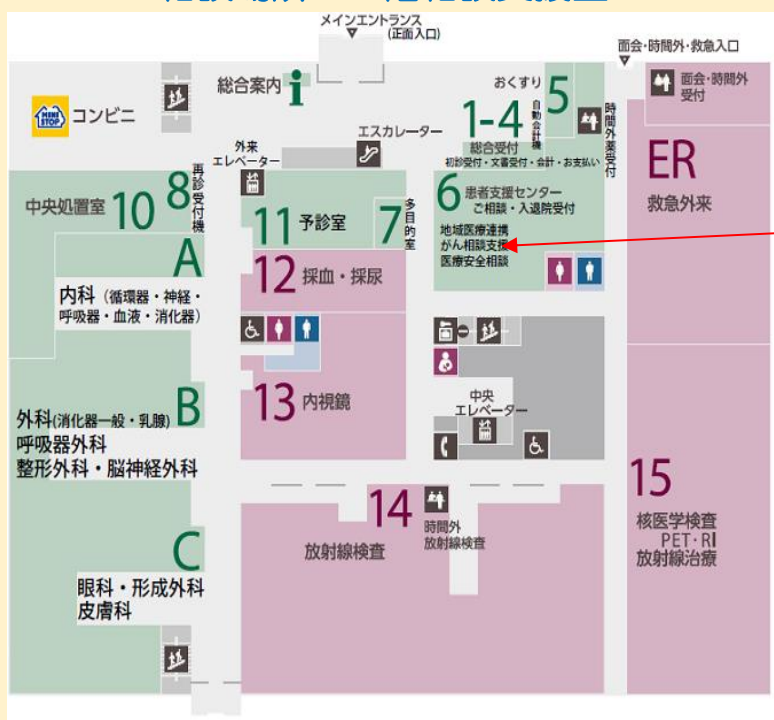 メインエントランス
(正面入口)
面会・時間外・救急入口
MINI STOP
コンビニ
総合案内 i
おくすり
5
1-4
自動会計機
総合受付
初診受付・文書受付・会計・お支払い
時間外薬受付
面会・時間外
受付
ER
救急外来
外来
エレベーター
エスカレーター
再診受付機
8
中央処置室 10
11 予診室
7 多目的室
6 患者支援センター
ご相談・入退院受付
地域医療連携
がん相談支援
医療安全相談
A
内科 (循環器・神経・
呼吸器・血液・消化器)
12 採血・採尿
13 内視鏡
中央
エレベーター
B
外科(消化器一般・乳腺)
呼吸器外科
整形外科・脳神経外科
14
放射線検査
時間外
放射線検査
15
核医学検査
PET・RI
放射線治療
C
眼科・形成外科
皮膚科